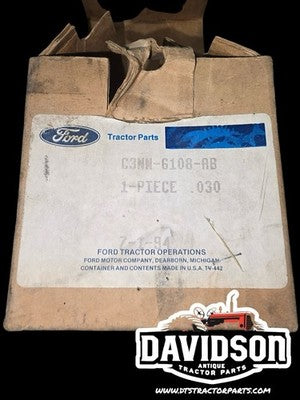 Ford
Tractor Parts
C3NN-6108-AB
1-PIECE .030
FORD TRACTOR OPERATIONS
FORD MOTOR COMPANY, DEARBORN, MICHIGAN
CONTAINER AND CONTENTS MADE IN U.S.A. TV-442
DAVIDSON
ANTIQUE
TRACTOR PARTS
WWW.DTSTRACTORPARTS.COM